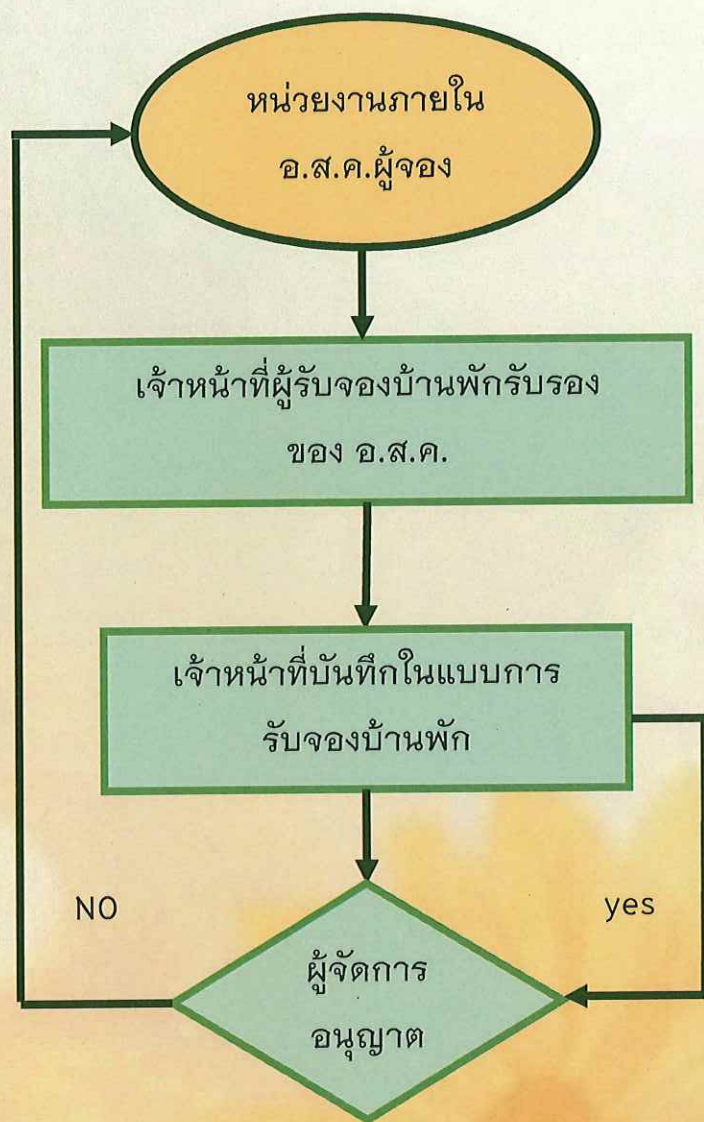 หน่วยงานภายใน
อ.ส.ค.ผู้จอง
เจ้าหน้าที่ผู้รับจองบ้านพักรับรอง
ของ อ.ส.ค.
เจ้าหน้าที่บันทึกในแบบการ
รับจองบ้านพัก
NO
yes
ผู้จัดการ
อนุญาต